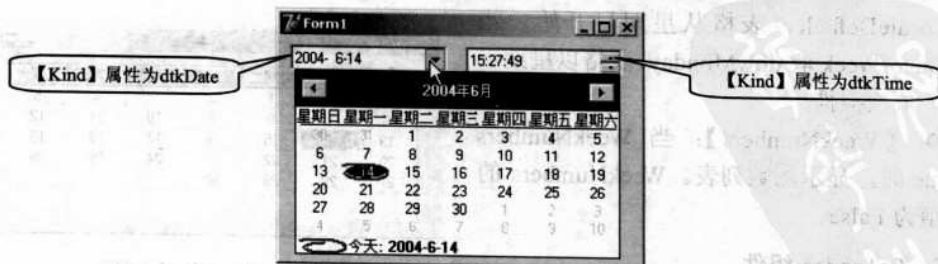 Form1
2004- 6-14
15:27:49
【Kind】属性为dtkDate
【Kind】属性为dtkTime
2004年6月
星期日 星期一 星期二 星期三 星期四 星期五 星期六
1 2 3 4 5
6 7 8 9 10 11 12
13 14 15 16 17 18 19
20 21 22 23 24 25 26
27 28 29 30 1 2 3
4 5 6 7 8 9 10
今天: 2004-6-14